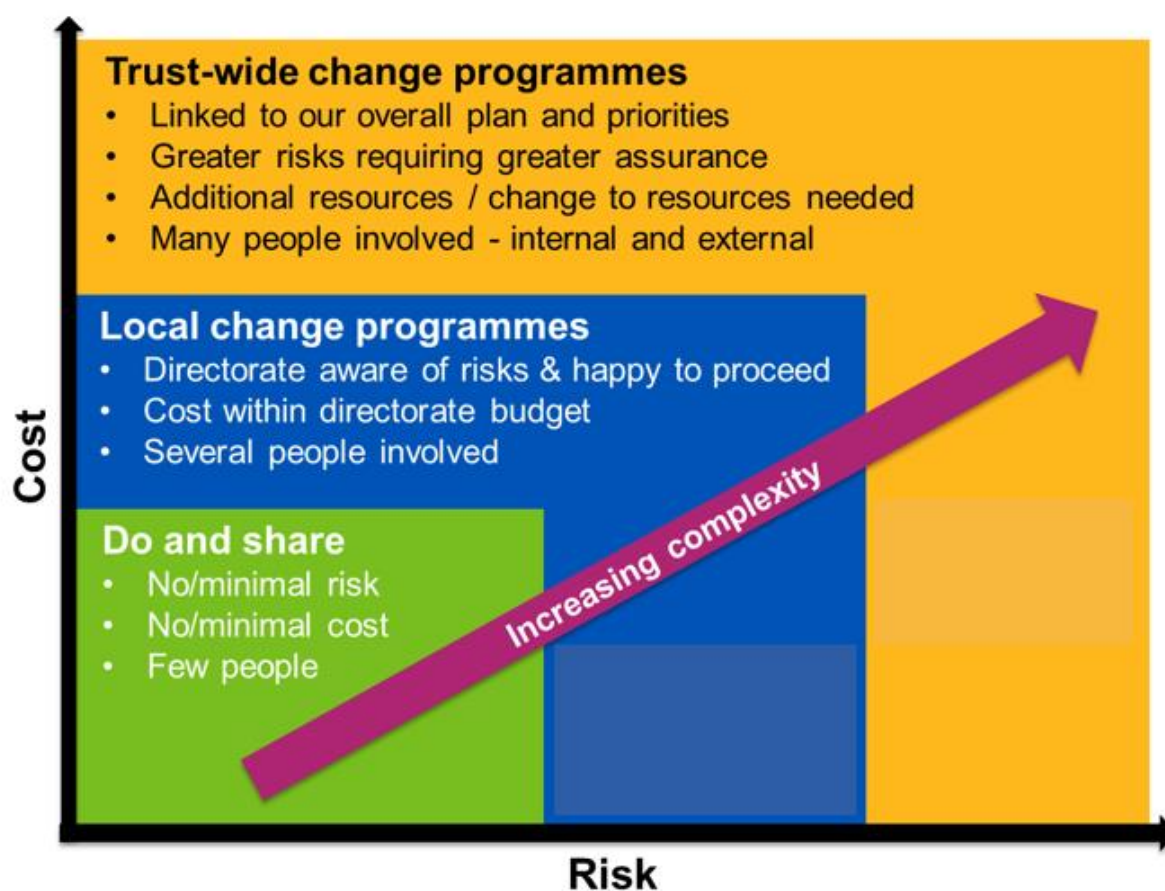 Trust-wide change programmes
• Linked to our overall plan and priorities
• Greater risks requiring greater assurance
• Additional resources / change to resources needed
• Many people involved - internal and external
Local change programmes
• Directorate aware of risks & happy to proceed
• Cost within directorate budget
• Several people involved
Do and share
• No/minimal risk
• No/minimal cost
• Few people
Increasing complexity
Cost
Risk